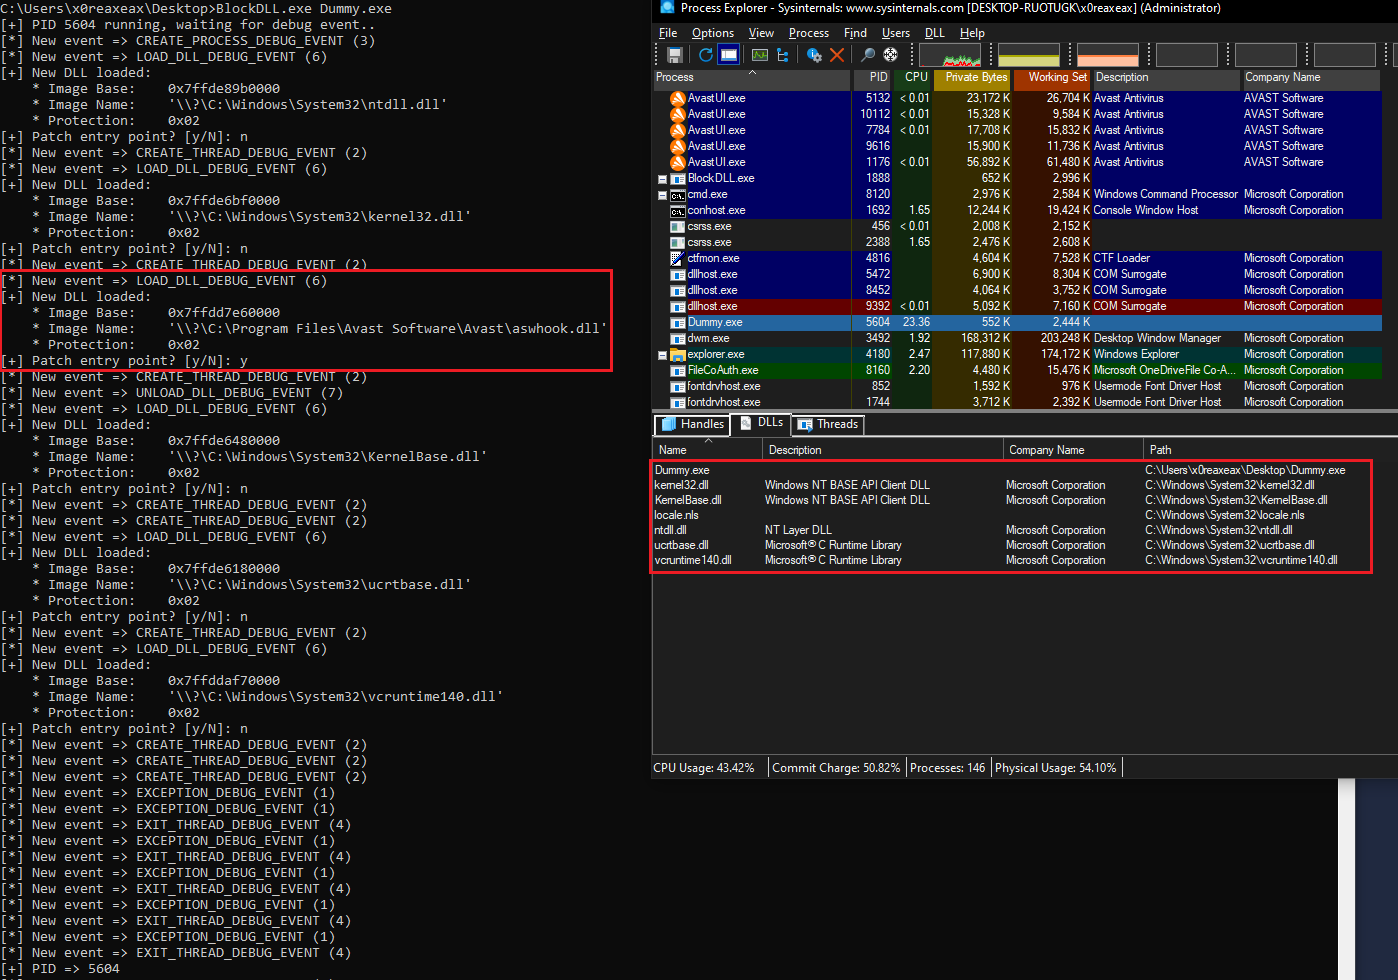 C:\Users\x0reaxeax\Desktop>BlockDLL.exe Dummy.exe
[+] PID 5604 running, waiting for debug event..
[*] New event => CREATE_PROCESS_DEBUG_EVENT (3)
[*] New event => LOAD_DLL_DEBUG_EVENT (6)
[+] New DLL loaded:
* Image Base: 0x7ffde89b0000
* Image Name: '\\?\C:\Windows\System32\ntdll.dll'
* Protection: 0x02
[+] Patch entry point? [y/N]: n
[*] New event => CREATE_THREAD_DEBUG_EVENT (2)
[*] New event => LOAD_DLL_DEBUG_EVENT (6)
[+] New DLL loaded:
* Image Base: 0x7ffde6bf0000
* Image Name: '\\?\C:\Windows\System32\kernel32.dll'
* Protection: 0x02
[+] Patch entry point? [y/N]: n
[*] New event => CREATE_THREAD_DEBUG_EVENT (2)
[*] New event => LOAD_DLL_DEBUG_EVENT (6)
[+] New DLL loaded:
* Image Base: 0x7ffdd7e60000
* Image Name: '\\?\C:\Program Files\Avast Software\Avast\aswhook.dll'
* Protection: 0x02
[+] Patch entry point? [y/N]: y
[*] New event => CREATE_THREAD_DEBUG_EVENT (2)
[*] New event => UNLOAD_DLL_DEBUG_EVENT (7)
[*] New event => LOAD_DLL_DEBUG_EVENT (6)
[+] New DLL loaded:
* Image Base: 0x7ffde6480000
* Image Name: '\\?\C:\Windows\System32\KernelBase.dll'
* Protection: 0x02
[+] Patch entry point? [y/N]: n
[*] New event => CREATE_THREAD_DEBUG_EVENT (2)
[*] New event => CREATE_THREAD_DEBUG_EVENT (2)
[*] New event => LOAD_DLL_DEBUG_EVENT (6)
[+] New DLL loaded:
* Image Base: 0x7ffde6180000
* Image Name: '\\?\C:\Windows\System32\ucrtbase.dll'
* Protection: 0x02
[+] Patch entry point? [y/N]: n
[*] New event => CREATE_THREAD_DEBUG_EVENT (2)
[*] New event => LOAD_DLL_DEBUG_EVENT (6)
[+] New DLL loaded:
* Image Base: 0x7ffddaf70000
* Image Name: '\\?\C:\Windows\System32\vcruntime140.dll'
* Protection: 0x02
[+] Patch entry point? [y/N]: n
[*] New event => CREATE_THREAD_DEBUG_EVENT (2)
[*] New event => CREATE_THREAD_DEBUG_EVENT (2)
[*] New event => CREATE_THREAD_DEBUG_EVENT (2)
[*] New event => EXCEPTION_DEBUG_EVENT (1)
[*] New event => EXCEPTION_DEBUG_EVENT (1)
[*] New event => EXIT_THREAD_DEBUG_EVENT (4)
[*] New event => EXCEPTION_DEBUG_EVENT (1)
[*] New event => EXIT_THREAD_DEBUG_EVENT (4)
[*] New event => EXCEPTION_DEBUG_EVENT (1)
[*] New event => EXIT_THREAD_DEBUG_EVENT (4)
[*] New event => EXCEPTION_DEBUG_EVENT (1)
[*] New event => EXIT_THREAD_DEBUG_EVENT (4)
[*] New event => EXCEPTION_DEBUG_EVENT (1)
[*] New event => EXIT_THREAD_DEBUG_EVENT (4)
[+] PID => 5604
Process Explorer - Sysinternals: www.sysinternals.com [DESKTOP-RUOTUGK\x0reaxeax] (Administrator)
File Options View Process Find Users DLL Help
Process PID CPU Private Bytes Working Set Description Company Name
AvastUI.exe 5132 < 0.01 23,172 K 26,704 K Avast Antivirus AVAST Software
AvastUI.exe 10112 < 0.01 15,328 K 9,584 K Avast Antivirus AVAST Software
AvastUI.exe 7784 < 0.01 17,708 K 15,832 K Avast Antivirus AVAST Software
AvastUI.exe 9616 15,900 K 11,736 K Avast Antivirus AVAST Software
AvastUI.exe 1176 < 0.01 56,892 K 61,480 K Avast Antivirus AVAST Software
BlockDLL.exe 1888 652 K 2,996 K
cmd.exe 8120 2,976 K 2,584 K Windows Command Processor Microsoft Corporation
conhost.exe 1692 1.65 12,244 K 19,424 K Console Window Host Microsoft Corporation
csrss.exe 456 < 0.01 2,008 K 2,152 K
csrss.exe 2388 1.65 2,476 K 2,608 K
ctfmon.exe 4816 4,604 K 7,528 K CTF Loader Microsoft Corporation
dllhost.exe 5472 6,900 K 8,304 K COM Surrogate Microsoft Corporation
dllhost.exe 8452 4,064 K 3,752 K COM Surrogate Microsoft Corporation
dllhost.exe 9392 < 0.01 5,092 K 7,160 K COM Surrogate Microsoft Corporation
Dummy.exe 5604 23.36 552 K 2,444 K
dwm.exe 3492 1.92 168,312 K 203,248 K Desktop Window Manager Microsoft Corporation
explorer.exe 4180 2.47 117,880 K 174,172 K Windows Explorer Microsoft Corporation
FileCoAuth.exe 8160 2.20 4,480 K 15,476 K Microsoft OneDriveFile Co-A... Microsoft Corporation
fontdrvhost.exe 852 1,592 K 976 K Usermode Font Driver Host Microsoft Corporation
fontdrvhost.exe 1744 3,712 K 2,392 K Usermode Font Driver Host Microsoft Corporation
Handles DLLs Threads
Name Description Company Name Path
Dummy.exe C:\Users\x0reaxeax\Desktop\Dummy.exe
kernel32.dll Windows NT BASE API Client DLL Microsoft Corporation C:\Windows\System32\kernel32.dll
KernelBase.dll Windows NT BASE API Client DLL Microsoft Corporation C:\Windows\System32\KernelBase.dll
locale.nls C:\Windows\System32\locale.nls
ntdll.dll NT Layer DLL Microsoft Corporation C:\Windows\System32\ntdll.dll
ucrtbase.dll Microsoft® C Runtime Library Microsoft Corporation C:\Windows\System32\ucrtbase.dll
vcruntime140.dll Microsoft® C Runtime Library Microsoft Corporation C:\Windows\System32\vcruntime140.dll
CPU Usage: 43.42% Commit Charge: 50.82% Processes: 146 Physical Usage: 54.10%